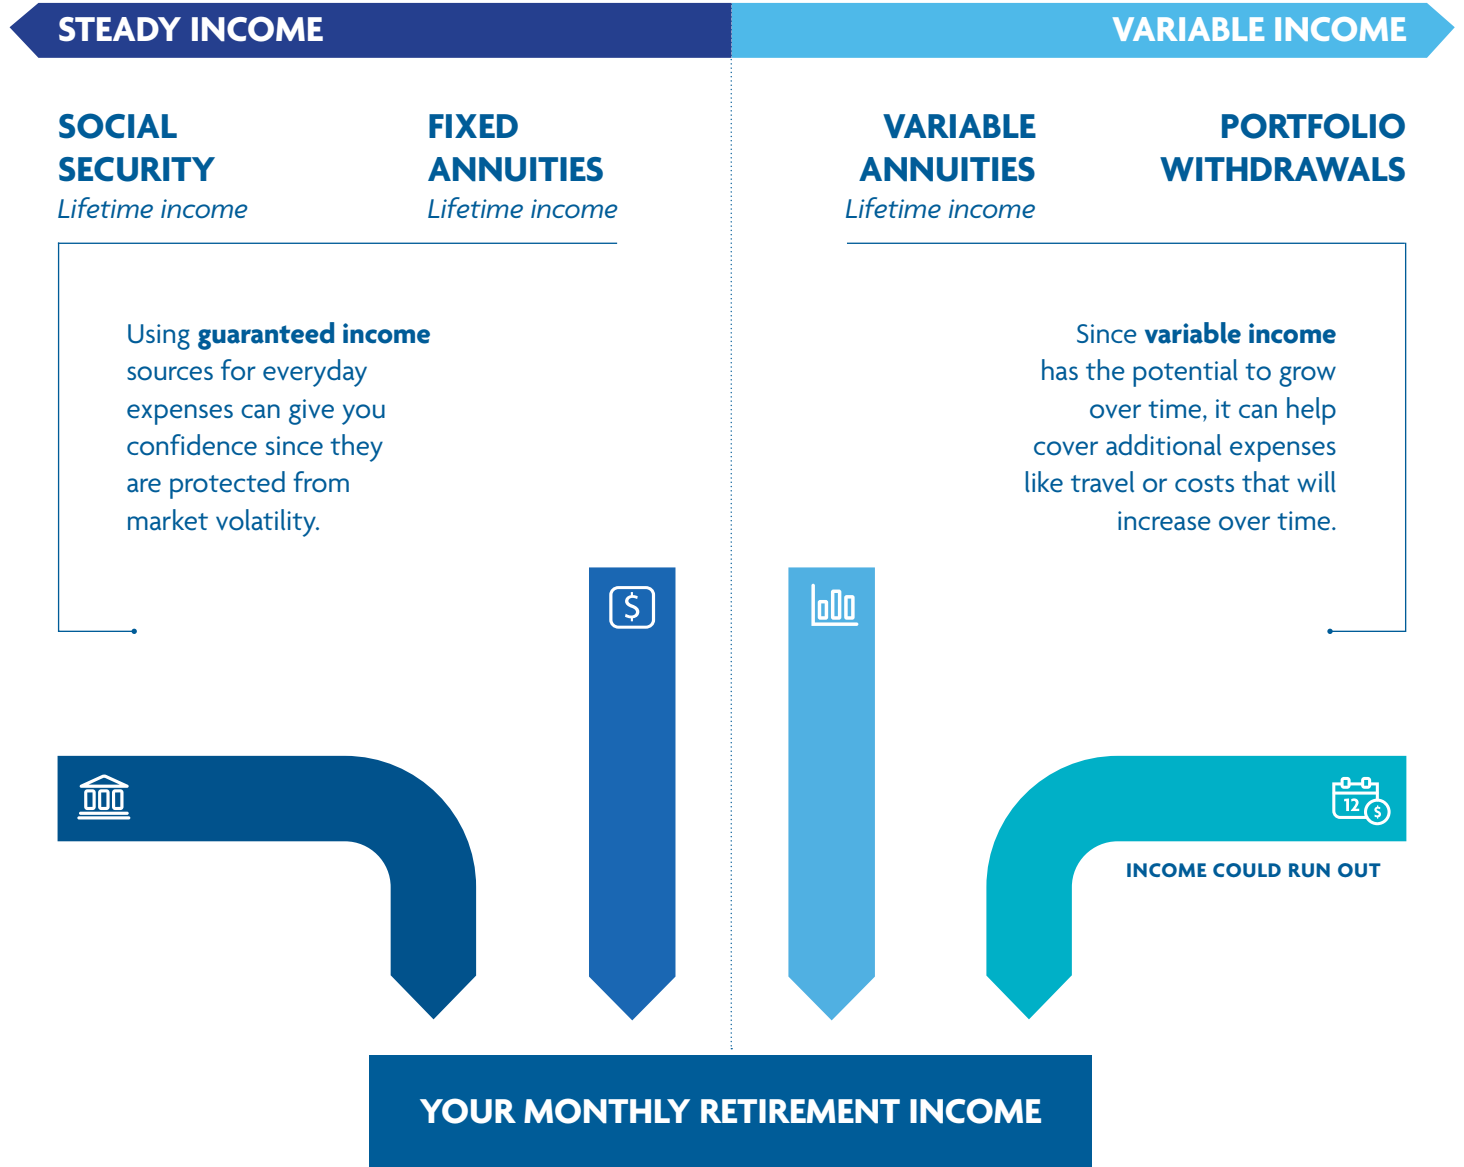 STEADY INCOME
VARIABLE INCOME
SOCIAL
SECURITY
Lifetime income
FIXED
ANNUITIES
Lifetime income
VARIABLE
ANNUITIES
Lifetime income
PORTFOLIO
WITHDRAWALS
Using guaranteed income
sources for everyday
expenses can give you
confidence since they
are protected from
market volatility.
Since variable income
has the potential to grow
over time, it can help
cover additional expenses
like travel or costs that will
increase over time.
$
12
$
INCOME COULD RUN OUT
YOUR MONTHLY RETIREMENT INCOME